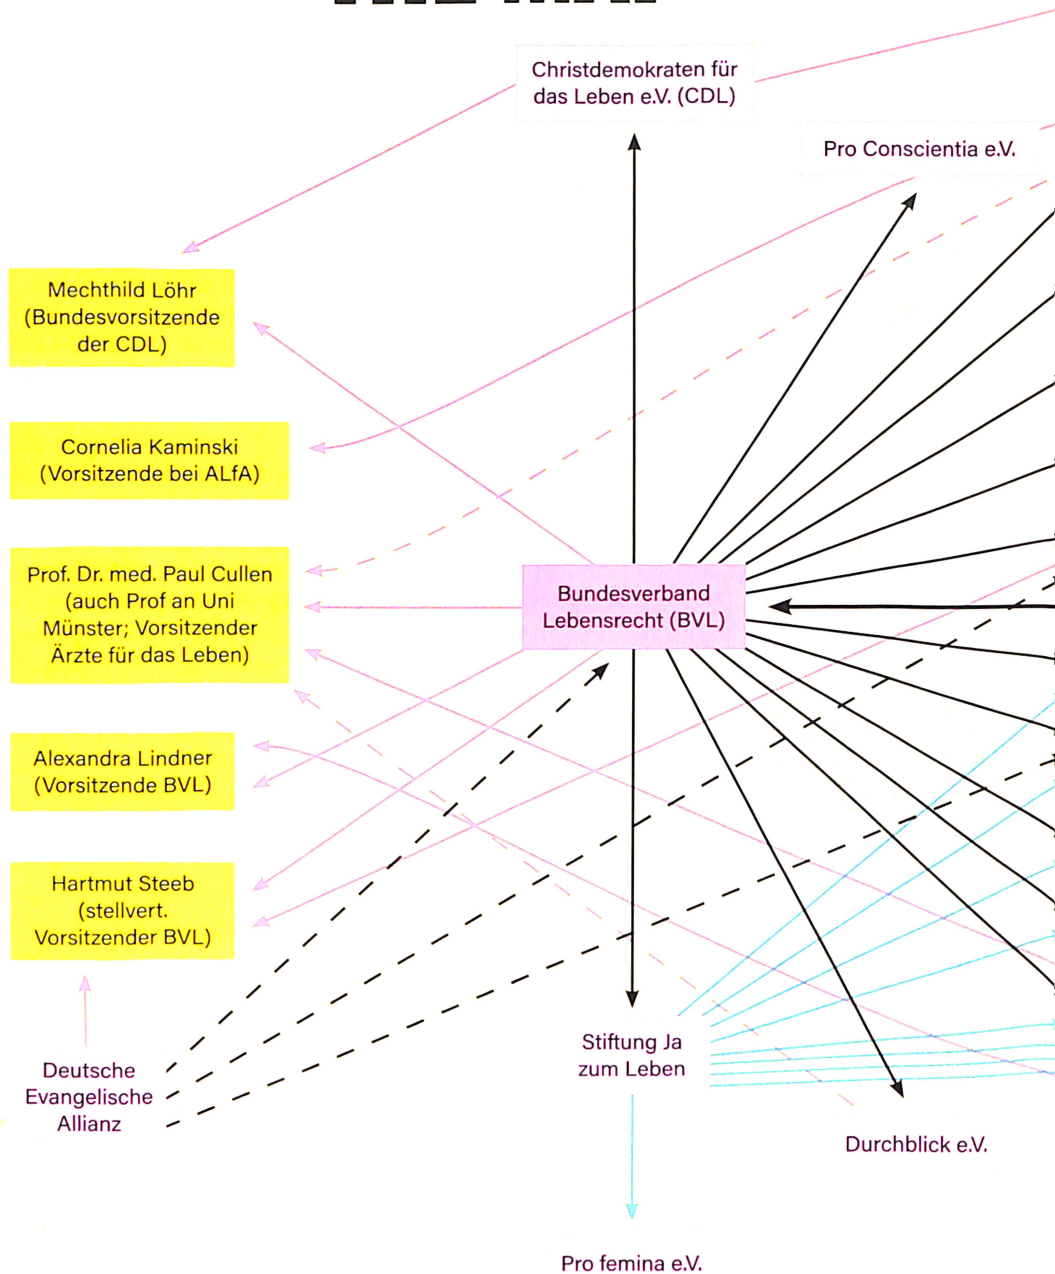 Christdemokraten für
das Leben e.V. (CDL)
Pro Conscientia e.V.
Mechthild Löhr
(Bundesvorsitzende
der CDL)
Cornelia Kaminski
(Vorsitzende bei ALfA)
Prof. Dr. med. Paul Cullen
(auch Prof an Uni
Münster; Vorsitzender
Ärzte für das Leben)
Bundesverband
Lebensrecht (BVL)
Alexandra Lindner
(Vorsitzende BVL)
Hartmut Steeb
(stellvert.
Vorsitzender BVL)
Deutsche
Evangelische
Allianz
Stiftung Ja
zum Leben
Durchblick e.V.
Pro femina e.V.